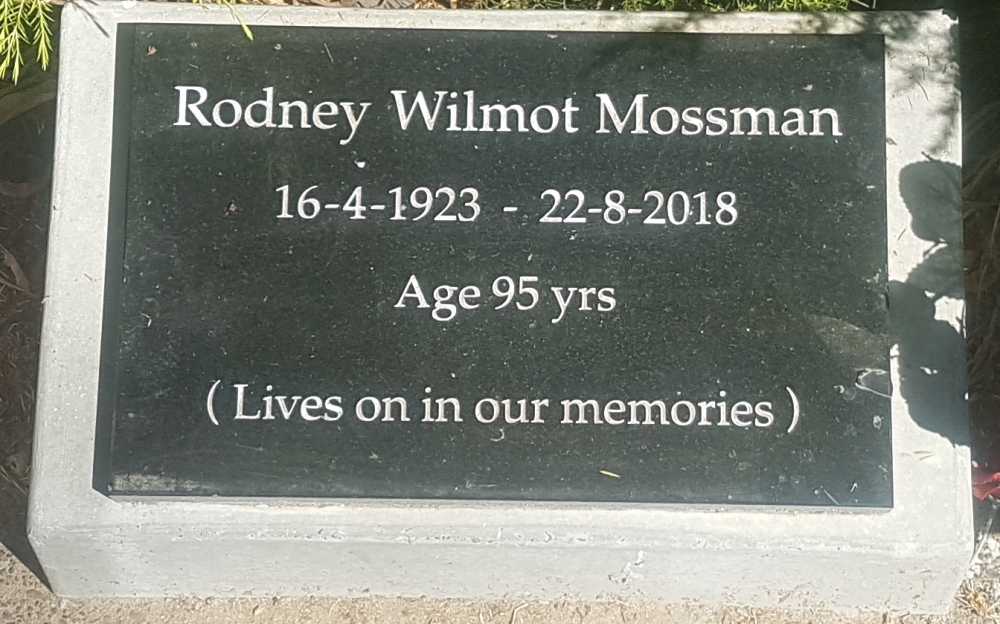 Rodney Wilmot Mossman
16-4-1923 - 22-8-2018
Age 95 yrs
( Lives on in our memories )